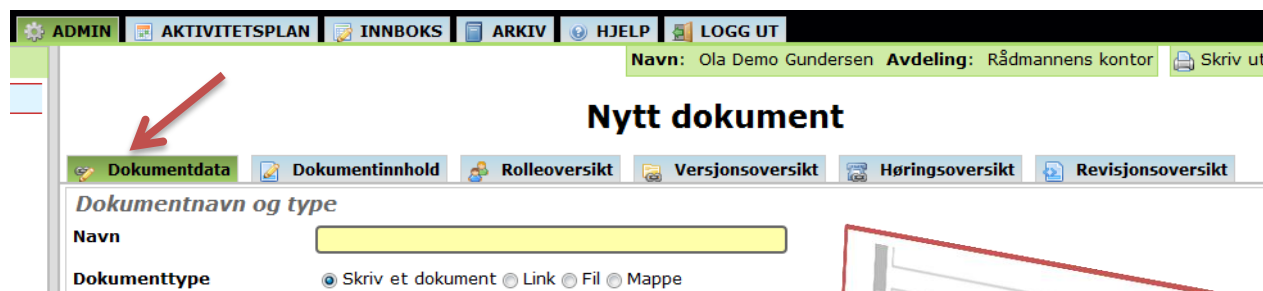 ADMIN AKTIVITETSPLAN INNBOKS ARKIV HJELP LOGG UT
Navn: Ola Demo Gundersen Avdeling: Rådmannens kontor Skriv ut
Nytt dokument
Dokumentdata Dokumentinnhold Rolleoversikt Versjonsoversikt Høringsoversikt Revisjonsoversikt
Dokumentnavn og type
Navn
Dokumenttype Skriv et dokument Link Fil Mappe